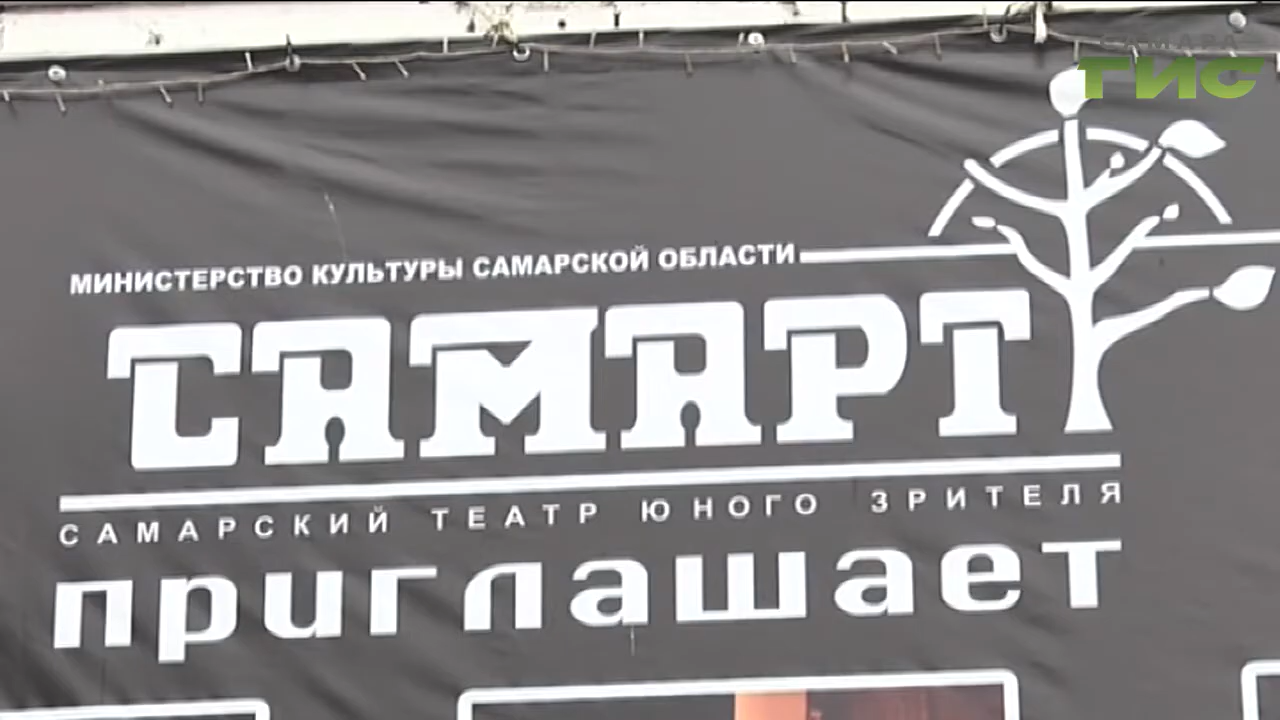 ГИС
МИНИСТЕРСТВО КУЛЬТУРЫ САМАРСКОЙ ОБЛАСТИ
САМАРТ
САМАРСКИЙ ТЕАТР ЮНОГО ЗРИТЕЛЯ
приглашает